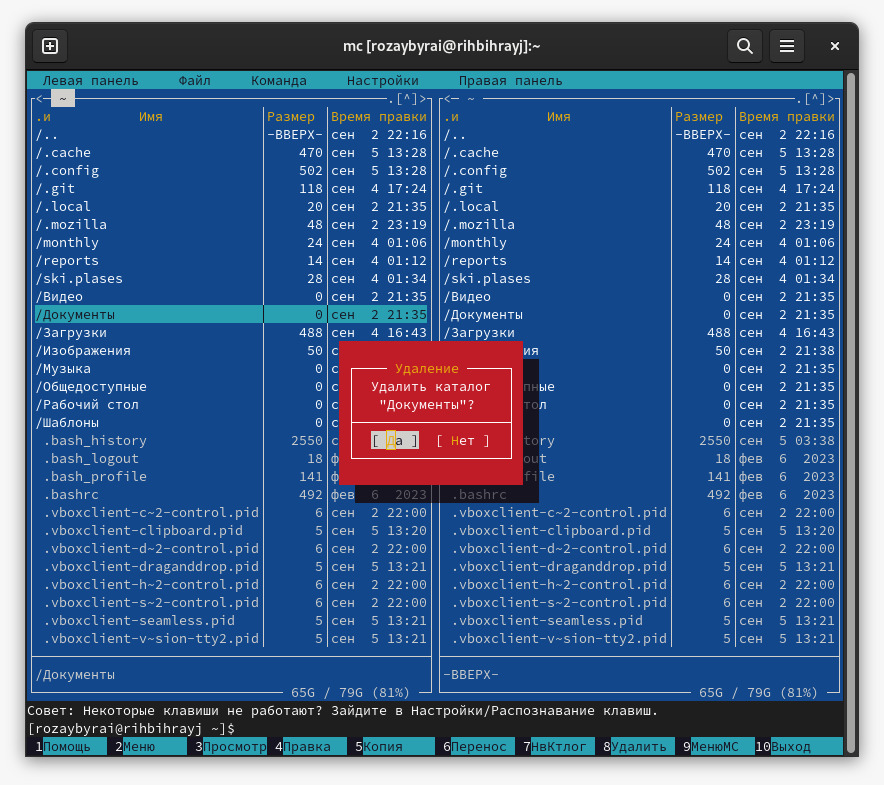 mc [rozaybyrai@rihbihrayj]:~
Левая панель Файл Команда Настройки Правая панель
<─ ~ .[^]> <─ ~ .[^]>
.и Имя Размер Время правки .и Имя Размер Время правки
/.. -ВВЕРХ- сен 2 22:16 /.. -ВВЕРХ- сен 2 22:16
/.cache 470 сен 5 13:28 /.cache 470 сен 5 13:28
/.config 502 сен 5 13:28 /.config 502 сен 5 13:28
/.git 118 сен 4 17:24 /.git 118 сен 4 17:24
/.local 20 сен 2 21:35 /.local 20 сен 2 21:35
/.mozilla 48 сен 2 23:19 /.mozilla 48 сен 2 23:19
/monthly 24 сен 4 01:06 /monthly 24 сен 4 01:06
/reports 14 сен 4 01:12 /reports 14 сен 4 01:12
/ski.plases 28 сен 4 01:34 /ski.plases 28 сен 4 01:34
/Видео 0 сен 2 21:35 /Видео 0 сен 2 21:35
/Документы 0 сен 2 21:35 /Документы 0 сен 2 21:35
/Загрузки 488 сен 4 16:43 /Загрузки 488 сен 4 16:43
/Изображения 50 с ия 50 сен 2 21:38
/Музыка 0 с 0 сен 2 21:35
/Общедоступные 0 с пные 0 сен 2 21:35
/Рабочий стол 0 с тол 0 сен 2 21:35
/Шаблоны 0 с 0 сен 2 21:35
.bash_history 2550 с tory 2550 сен 5 03:38
.bash_logout 18 ф out 18 фев 6 2023
.bash_profile 141 ф file 141 фев 6 2023
.bashrc 492 фев 6 2023 .bashrc 492 фев 6 2023
.vboxclient-c~2-control.pid 6 сен 2 22:00 .vboxclient-c~2-control.pid 6 сен 2 22:00
.vboxclient-clipboard.pid 5 сен 5 13:20 .vboxclient-clipboard.pid 5 сен 5 13:20
.vboxclient-d~2-control.pid 6 сен 2 22:00 .vboxclient-d~2-control.pid 6 сен 2 22:00
.vboxclient-draganddrop.pid 5 сен 5 13:21 .vboxclient-draganddrop.pid 5 сен 5 13:21
.vboxclient-h~2-control.pid 6 сен 2 22:00 .vboxclient-h~2-control.pid 6 сен 2 22:00
.vboxclient-s~2-control.pid 6 сен 2 22:00 .vboxclient-s~2-control.pid 6 сен 2 22:00
.vboxclient-seamless.pid 5 сен 5 13:21 .vboxclient-seamless.pid 5 сен 5 13:21
.vboxclient-v~sion-tty2.pid 5 сен 5 13:21 .vboxclient-v~sion-tty2.pid 5 сен 5 13:21
/Документы -ВВЕРХ-
65G / 79G (81%) 65G / 79G (81%)
Удаление
Удалить каталог
"Документы"?
[ Да ] [ Нет ]
Совет: Некоторые клавиши не работают? Зайдите в Настройки/Распознавание клавиш.
[rozaybyrai@rihbihrayj ~]$
1Помощь 2Меню 3Просмотр 4Правка 5Копия 6Перенос 7НвКтлог 8Удалить 9МенюМС 10Выход